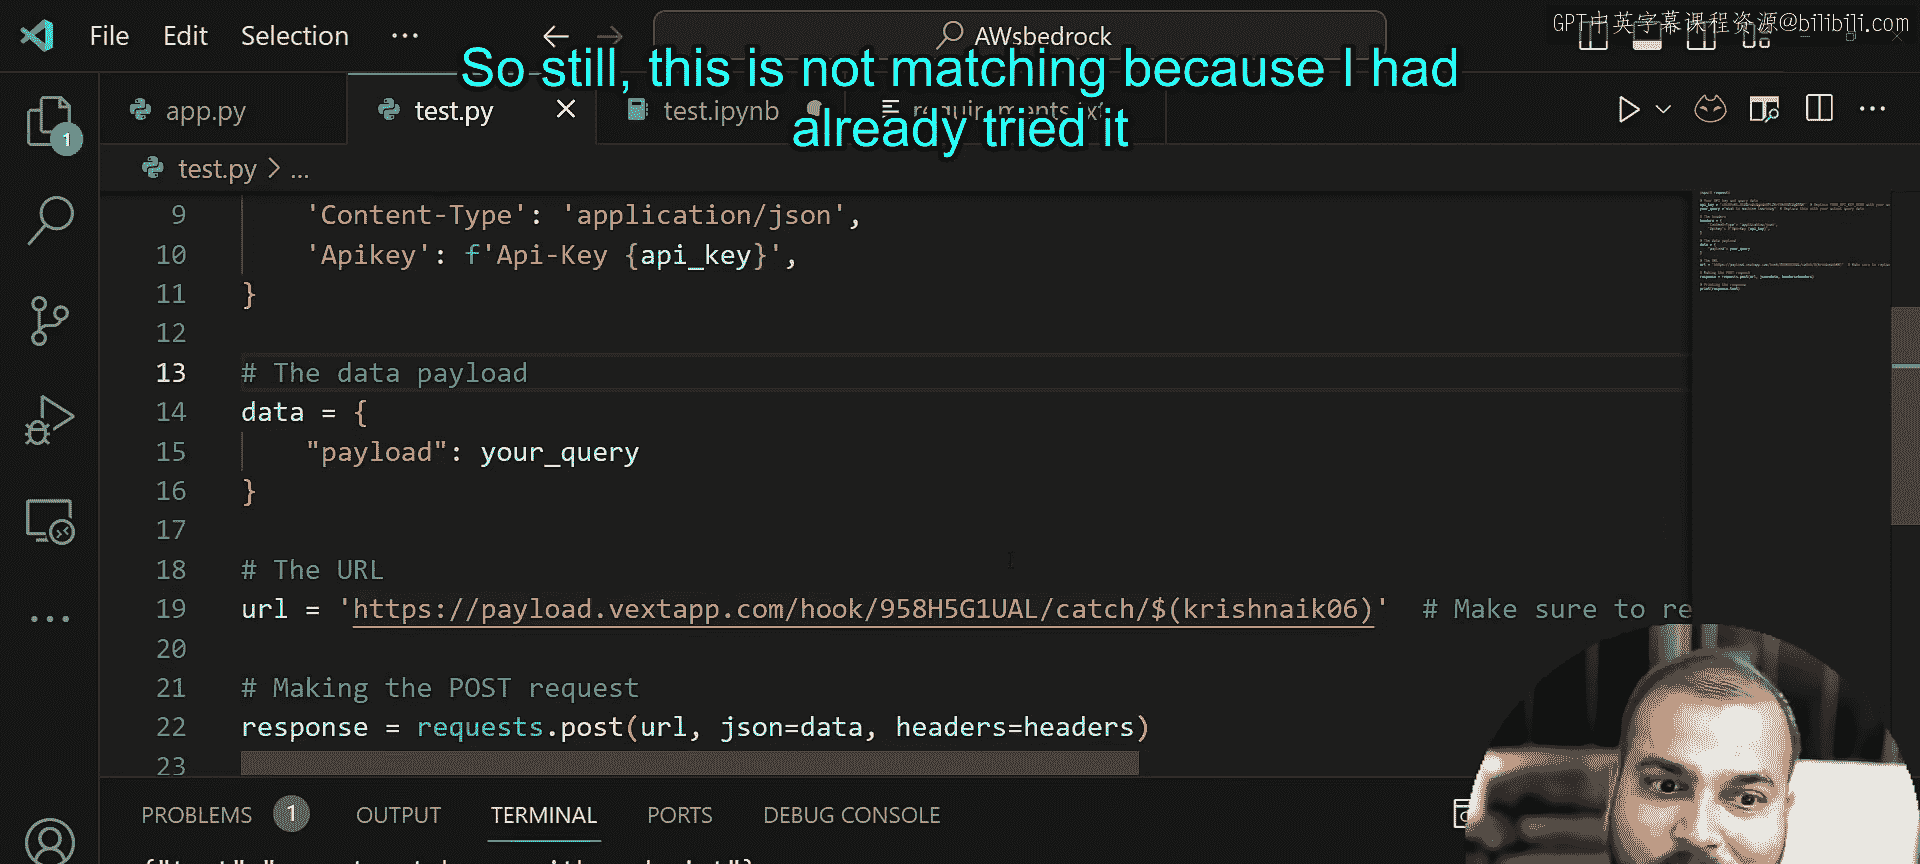 File Edit Selection ... AWsbedrock
GPT中英字幕课程资源@bilibili.com
So still, this is not matching because I had
already tried it
app.py test.py test.ipynb
1
test.py > ...
9 'Content-Type': 'application/json',
10 'Apikey': f'Api-Key {api_key}',
11 }
12
13 # The data payload
14 data = {
15 "payload": your_query
16 }
17
18 # The URL
19 url = 'https://payload.vextapp.com/hook/958H5G1UAL/catch/$(krishnaik06)' # Make sure to re
20
21 # Making the POST request
22 response = requests.post(url, json=data, headers=headers)
23
PROBLEMS 1 OUTPUT TERMINAL PORTS DEBUG CONSOLE